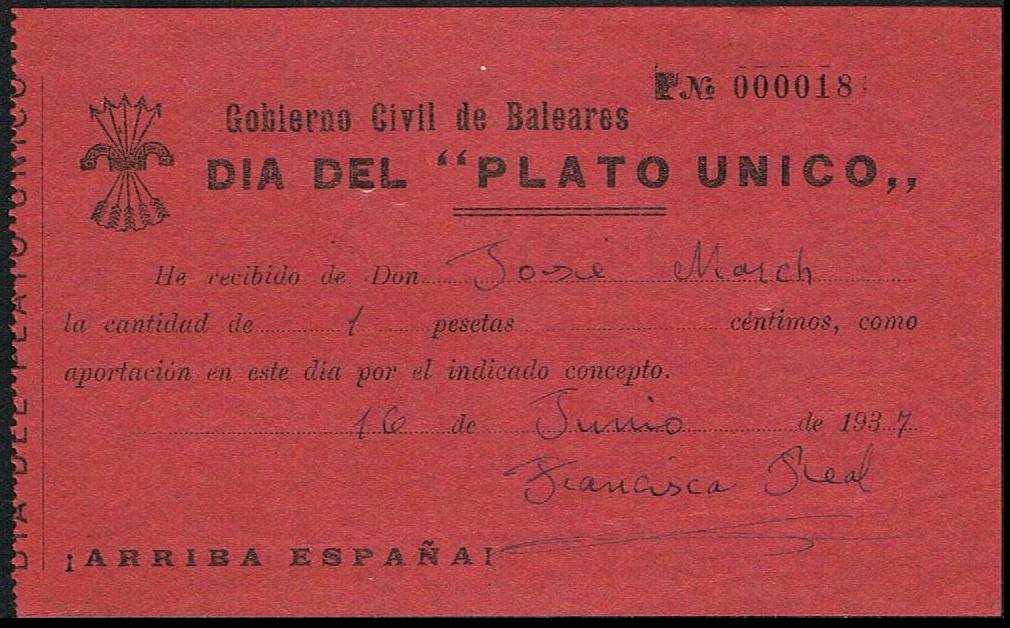 Nº 000018
Gobierno Civil de Baleares
DIA DEL “PLATO UNICO„
He recibido de Don José March
la cantidad de 1 pesetas céntimos, como
aportación en este día por el indicado concepto.
16 de Junio de 1937
Francisca Real
¡ARRIBA ESPAÑA!
DIA DEL PLATO UNICO